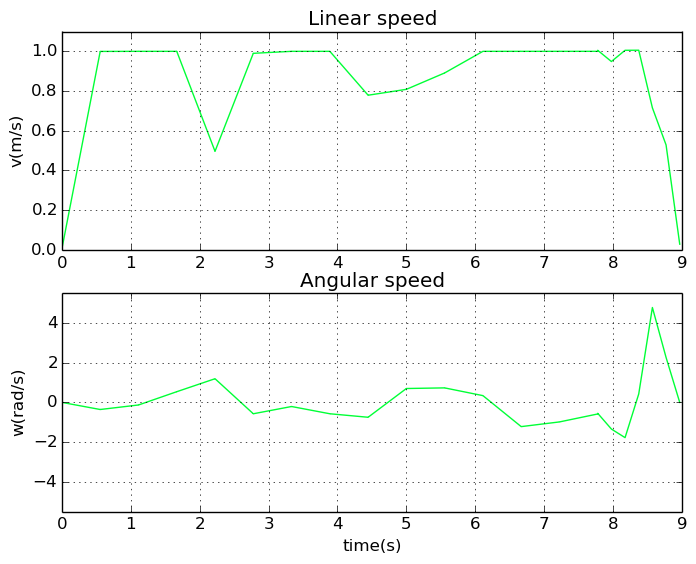 Linear speed
1.0
0.8
0.6
0.4
0.2
0.0
v(m/s)
0 1 2 3 4 5 6 7 8 9
Angular speed
4
2
0
−2
−4
w(rad/s)
0 1 2 3 4 5 6 7 8 9
time(s)